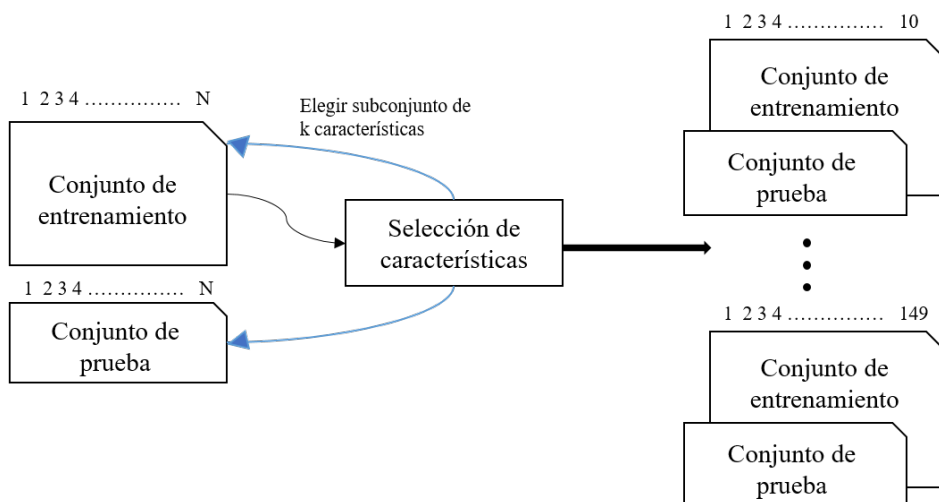 1 2 3 4 ................ N
Conjunto de
entrenamiento
1 2 3 4 ................ N
Conjunto de
prueba
Elegir subconjunto de
k características
Selección de
características
1 2 3 4 ................ 10
Conjunto de
entrenamiento
Conjunto de
prueba
1 2 3 4 ................ 149
Conjunto de
entrenamiento
Conjunto de
prueba